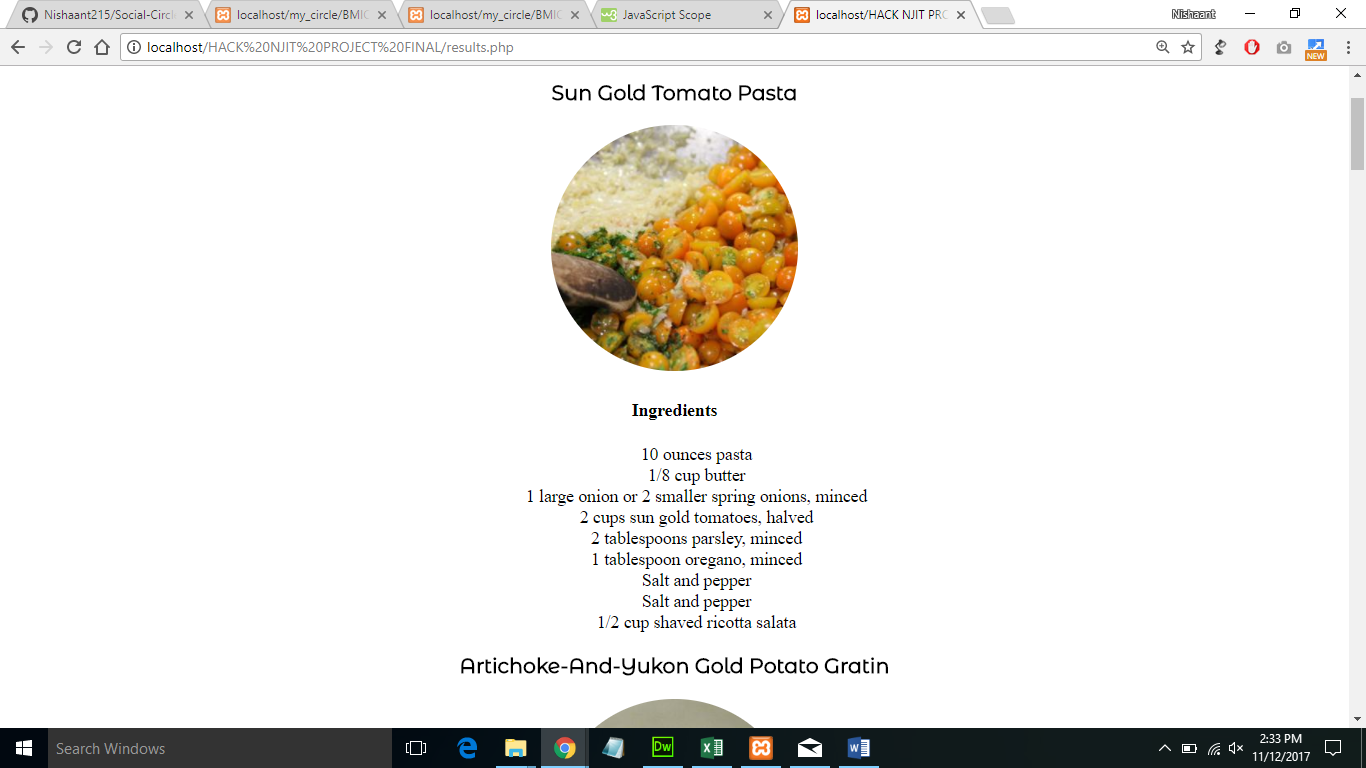 Nishaant215/Social-Circl
localhost/my_circle/BMIC
localhost/my_circle/BMIC
JavaScript Scope
localhost/HACK NJIT PRO
Nishaant
localhost/HACK%20NJIT%20PROJECT%20FINAL/results.php
NEW
Sun Gold Tomato Pasta
Ingredients
10 ounces pasta
1/8 cup butter
1 large onion or 2 smaller spring onions, minced
2 cups sun gold tomatoes, halved
2 tablespoons parsley, minced
1 tablespoon oregano, minced
Salt and pepper
Salt and pepper
1/2 cup shaved ricotta salata
Artichoke-And-Yukon Gold Potato Gratin
Search Windows
Dw
2:33 PM
11/12/2017